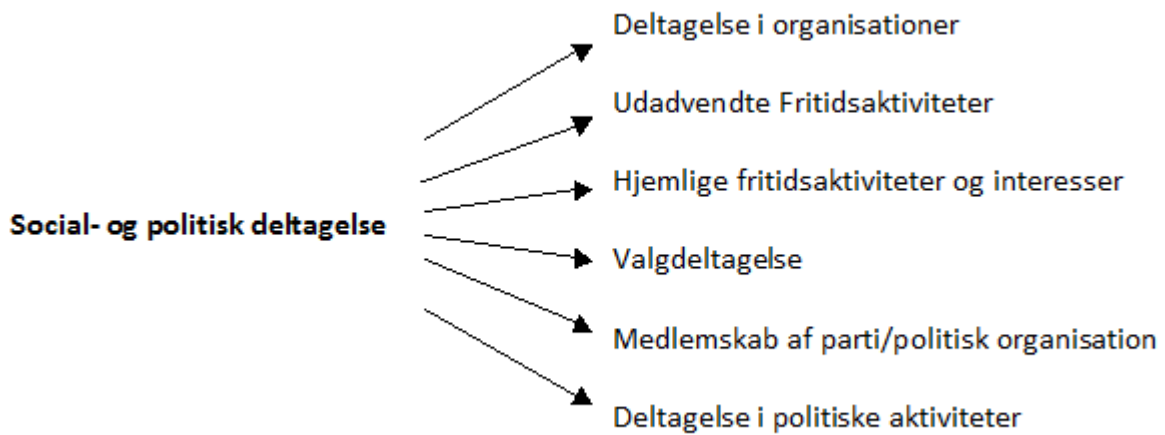 Deltagelse i organisationer
Udadvendte Fritidsaktiviteter
Hjemlige fritidsaktiviteter og interesser
Social- og politisk deltagelse
Valgdeltagelse
Medlemskab af parti/politisk organisation
Deltagelse i politiske aktiviteter